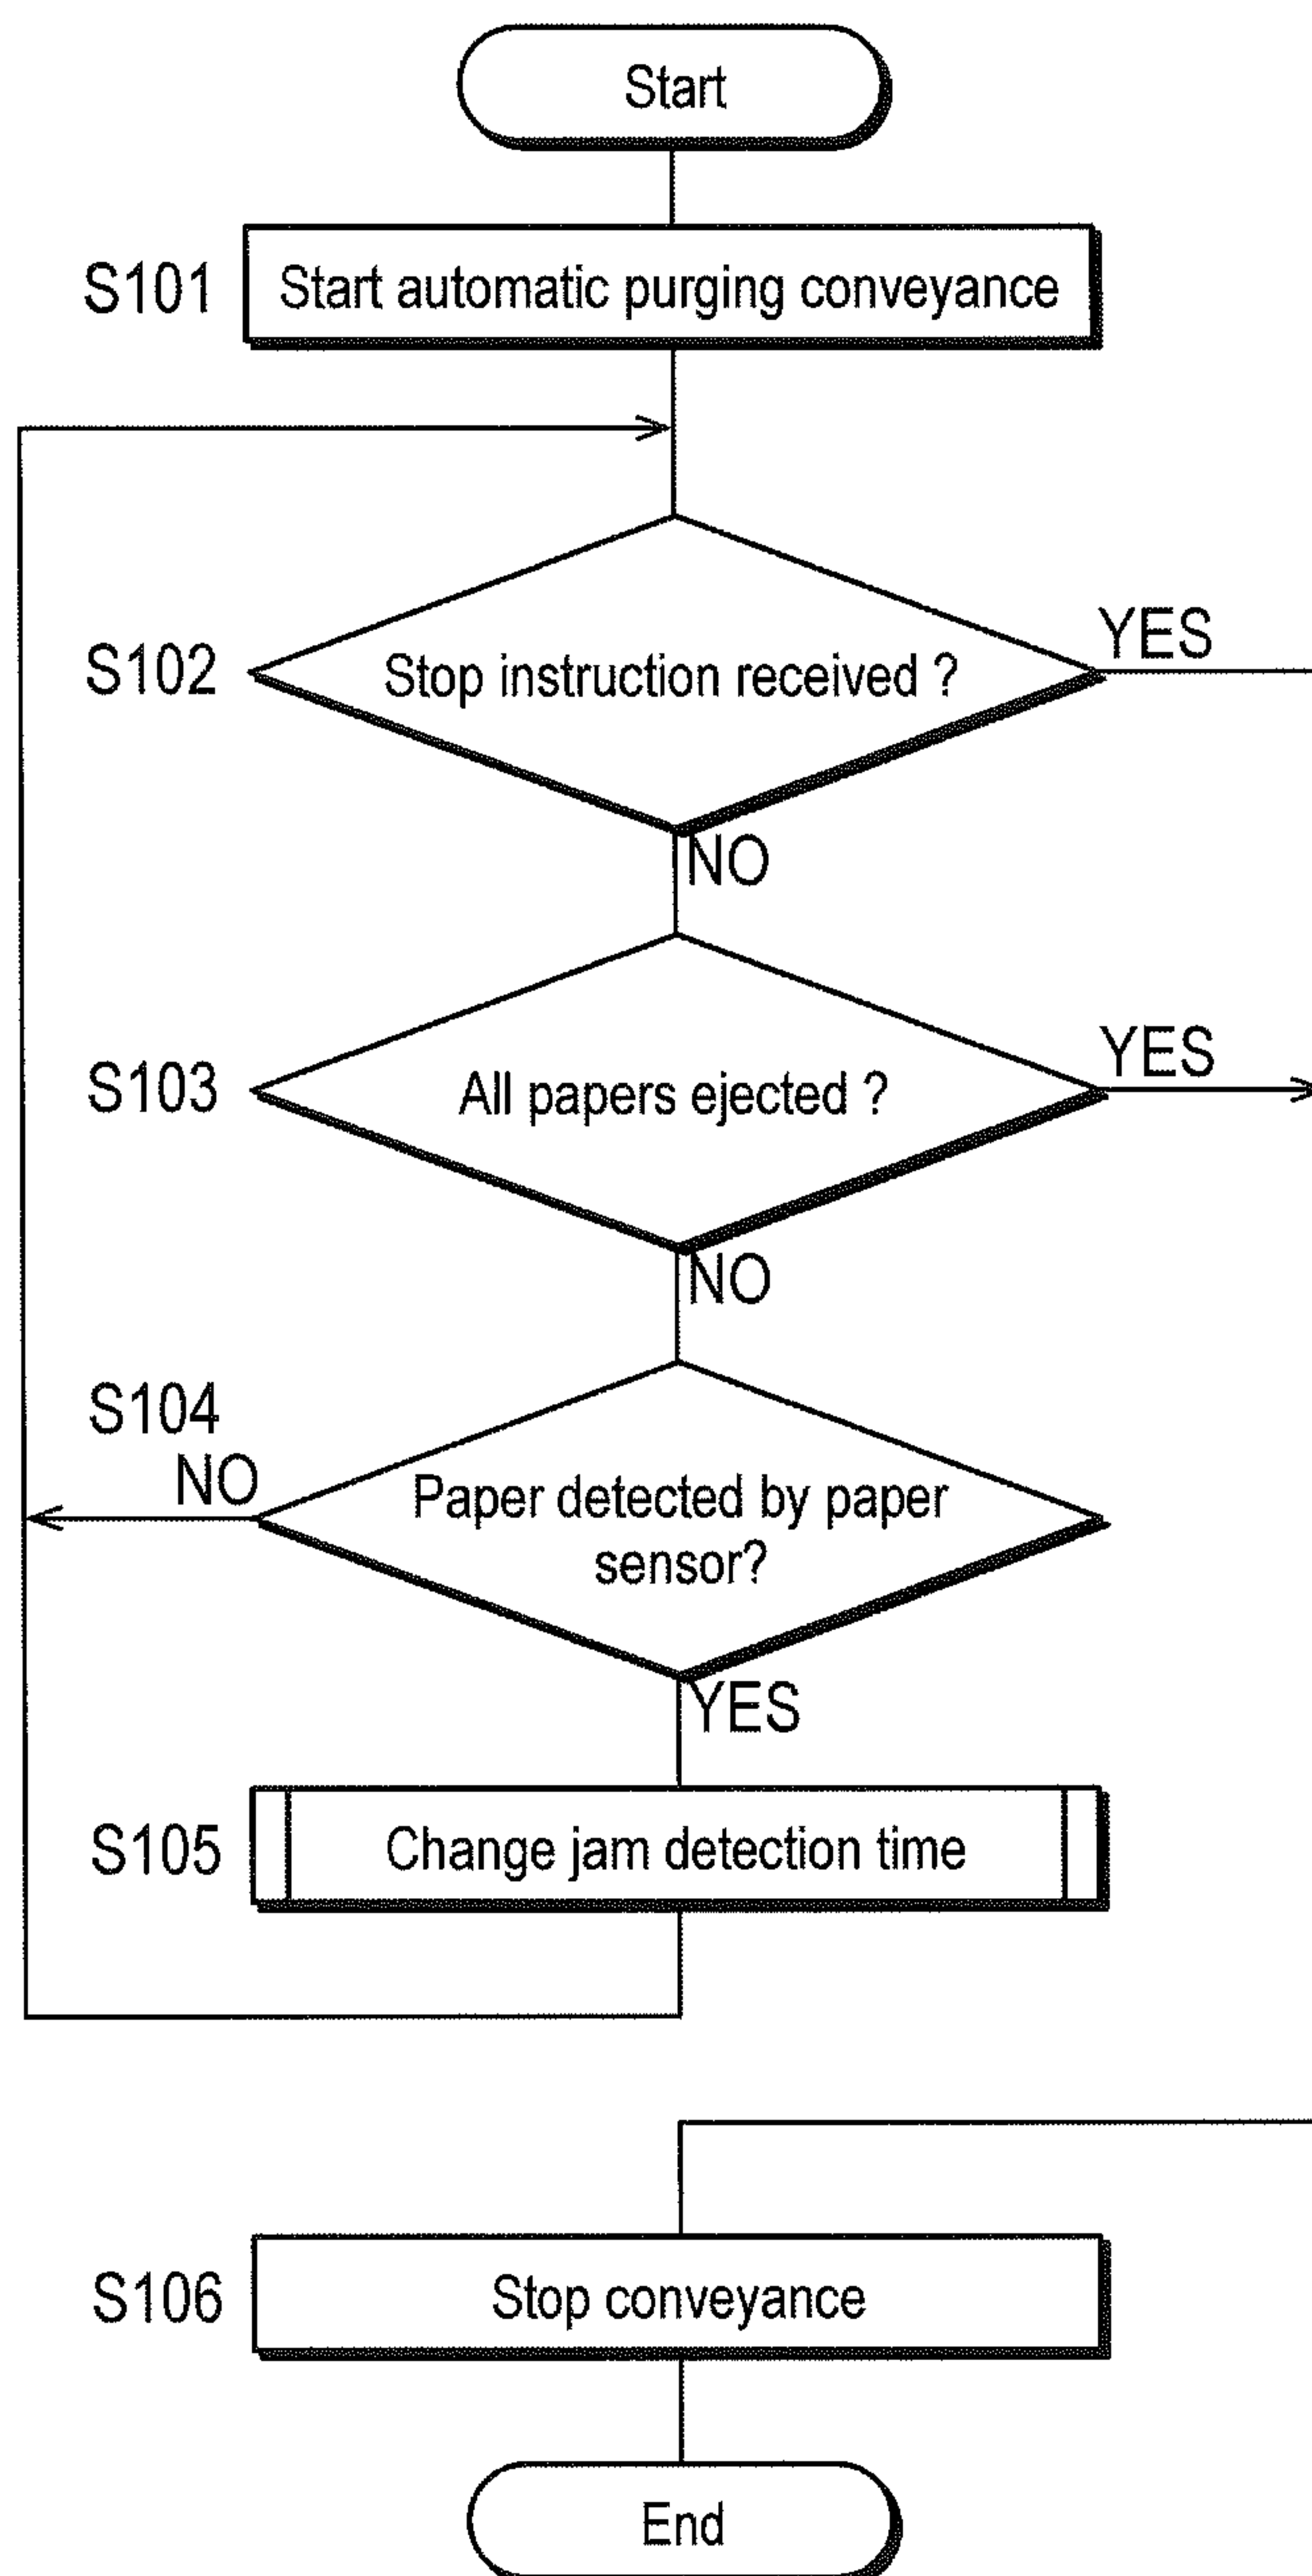 Start
S101
Start automatic purging conveyance
S102
Stop instruction received ?
YES
NO
S103
All papers ejected ?
YES
NO
S104
NO
Paper detected by paper
sensor?
YES
S105
Change jam detection time
S106
Stop conveyance
End